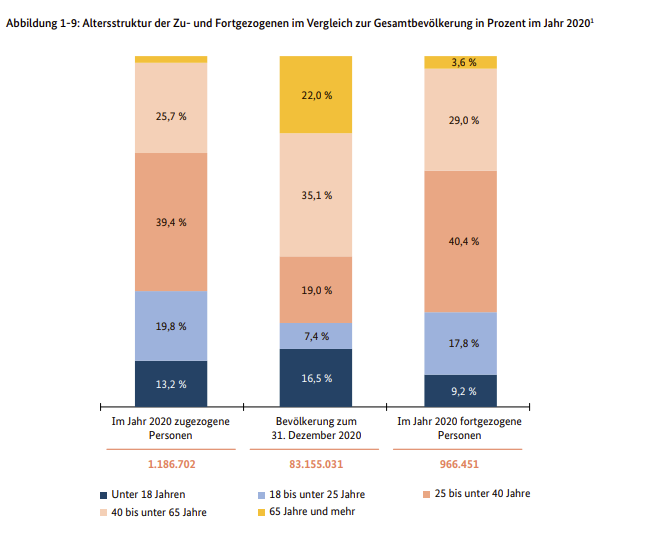 Abbildung 1-9: Altersstruktur der Zu- und Fortgezogenen im Vergleich zur Gesamtbevölkerung in Prozent im Jahr 2020¹
25,7 %
39,4 %
19,8 %
13,2 %
22,0 %
35,1 %
19,0 %
7,4 %
16,5 %
3,6 %
29,0 %
40,4 %
17,8 %
9,2 %
Im Jahr 2020 zugezogene
Personen
1.186.702
Bevölkerung zum
31. Dezember 2020
83.155.031
Im Jahr 2020 fortgezogene
Personen
966.451
Unter 18 Jahren
18 bis unter 25 Jahre
25 bis unter 40 Jahre
40 bis unter 65 Jahre
65 Jahre und mehr